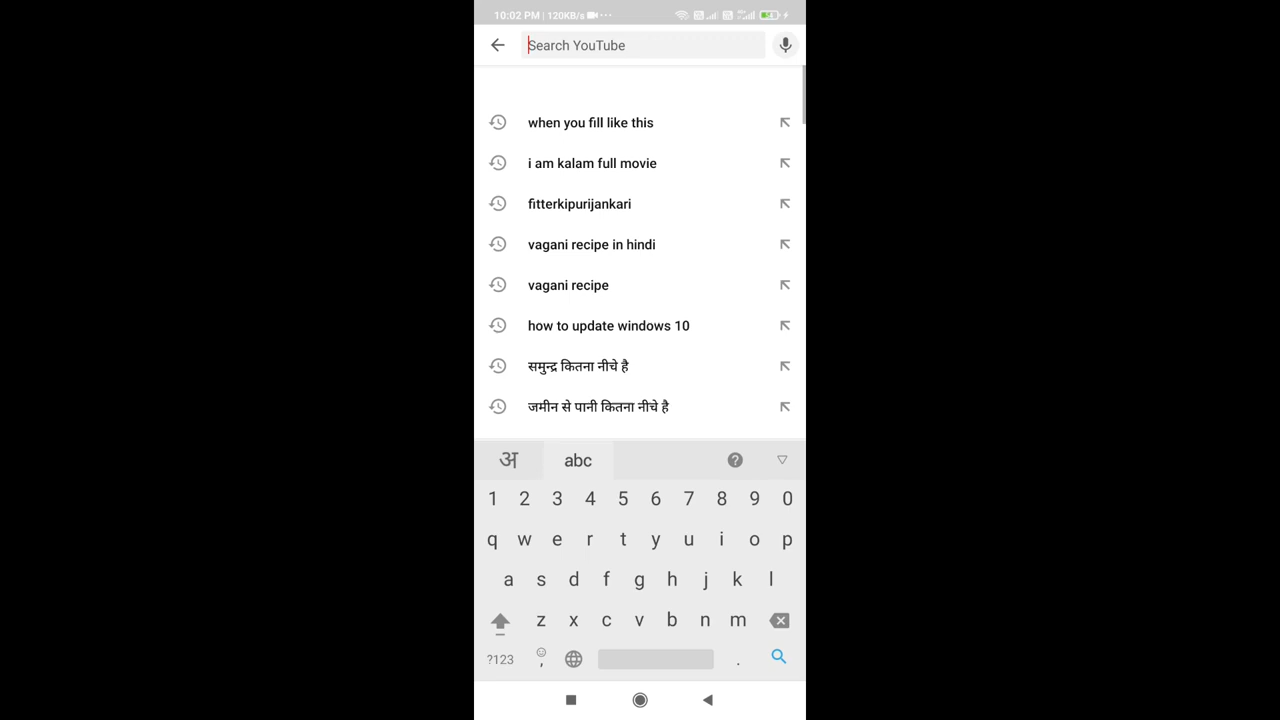 10:02 PM | 120KB/s
Search YouTube
when you fill like this
i am kalam full movie
fitterkipurijankari
vagani recipe in hindi
vagani recipe
how to update windows 10
समुन्द्र कितना नीचे है
जमीन से पानी कितना नीचे है
अ abc ?
1 2 3 4 5 6 7 8 9 0
q w e r t y u i o p
a s d f g h j k l
z x c v b n m
?123 , .